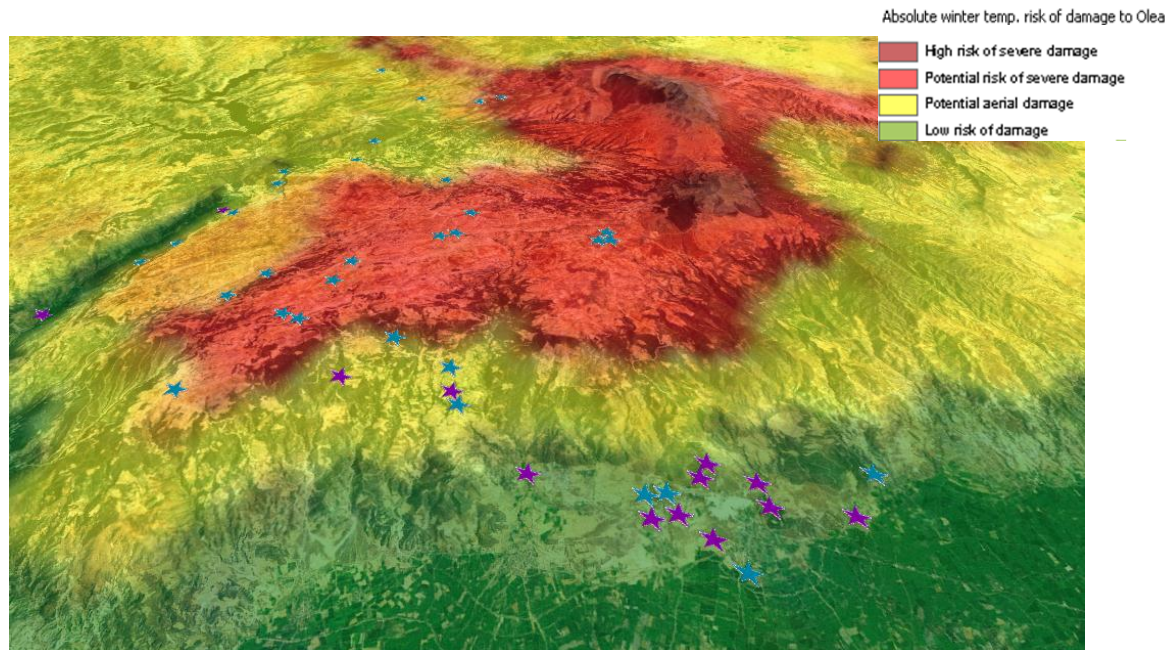 Absolute winter temp. risk of damage to Olea
High risk of severe damage
Potential risk of severe damage
Potential aerial damage
Low risk of damage